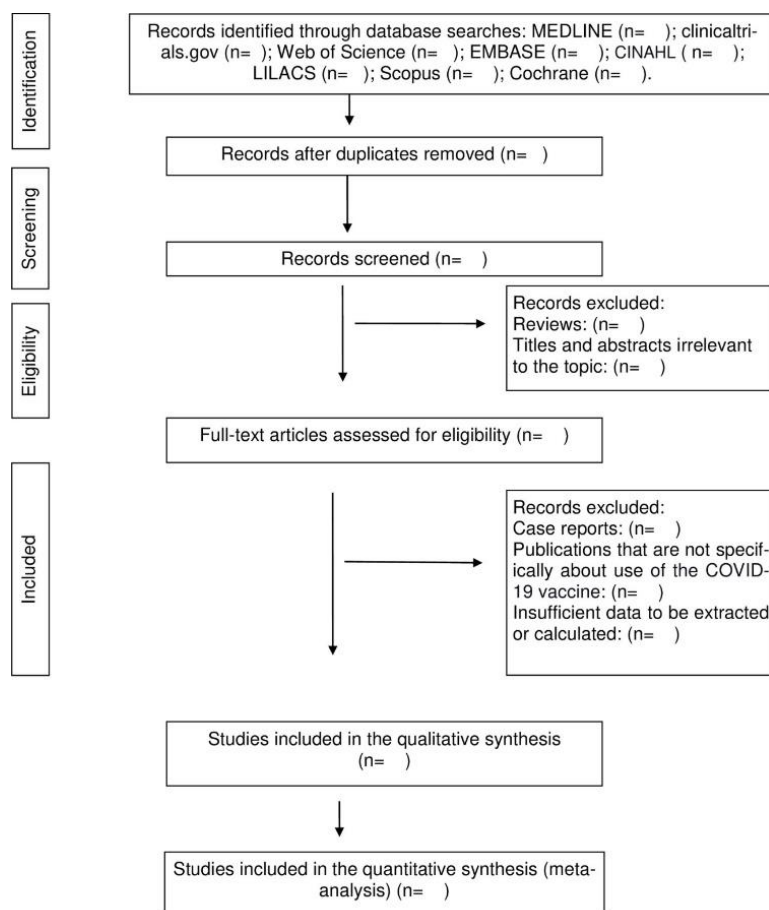 Identification
Records identified through database searches: MEDLINE (n=   ); clinicaltri-
als.gov (n=   ); Web of Science (n=   ); EMBASE (n=   ); CINAHL ( n=   );
LILACS (n=   ); Scopus (n=   ); Cochrane (n=   ).
Records after duplicates removed (n=   )
Screening
Records screened (n=   )
Eligibility
Records excluded:
Reviews: (n=   )
Titles and abstracts irrelevant
to the topic: (n=   )
Full-text articles assessed for eligibility (n=   )
Included
Records excluded:
Case reports: (n=   )
Publications that are not specif-
ically about use of the COVID-
19 vaccine: (n=   )
Insufficient data to be extracted
or calculated: (n=   )
Studies included in the qualitative synthesis
(n=   )
Studies included in the quantitative synthesis (meta-
analysis) (n=   )